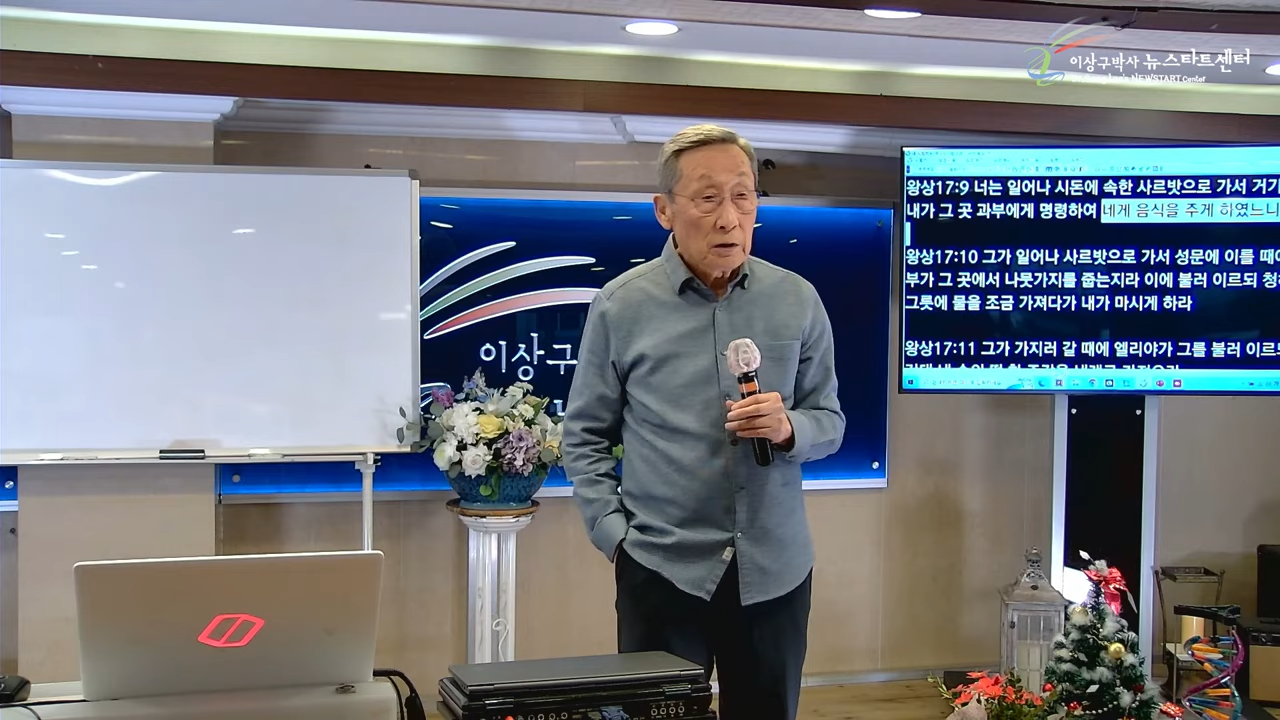 이상구박사 뉴스타트센터
NEWSTART Center
왕상17:9 너는 일어나 시돈에 속한 사르밧으로 가서 거기
내가 그 곳 과부에게 명령하여 네게 음식을 주게 하였느니
왕상17:10 그가 일어나 사르밧으로 가서 성문에 이를 때에
부가 그 곳에서 나뭇가지를 줍는지라 이에 불러 이르되 청
그릇에 물을 조금 가져다가 내가 마시게 하라
왕상17:11 그가 가지러 갈 때에 엘리야가 그를 불러 이르되
이상구